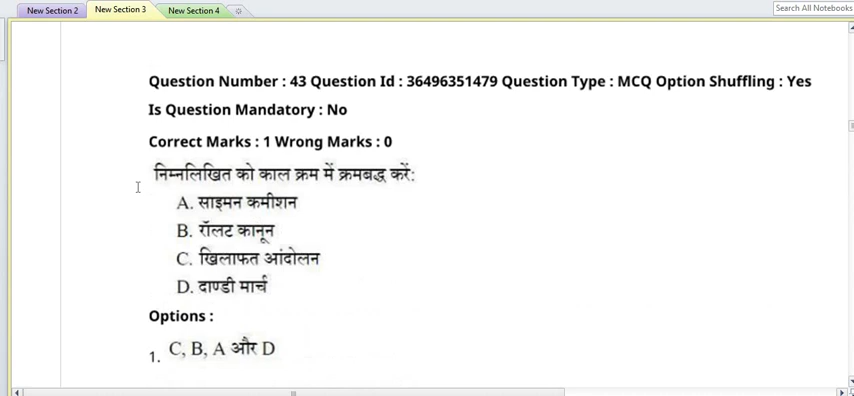 New Section 2 New Section 3 New Section 4 Search All Notebooks
Question Number : 43 Question Id : 36496351479 Question Type : MCQ Option Shuffling : Yes
Is Question Mandatory : No
Correct Marks : 1 Wrong Marks : 0
निम्नलिखित को काल क्रम में क्रमबद्ध करें:
A. साइमन कमीशन
B. रॉलट कानून
C. खिलाफत आंदोलन
D. दाण्डी मार्च
Options :
1. C, B, A और D